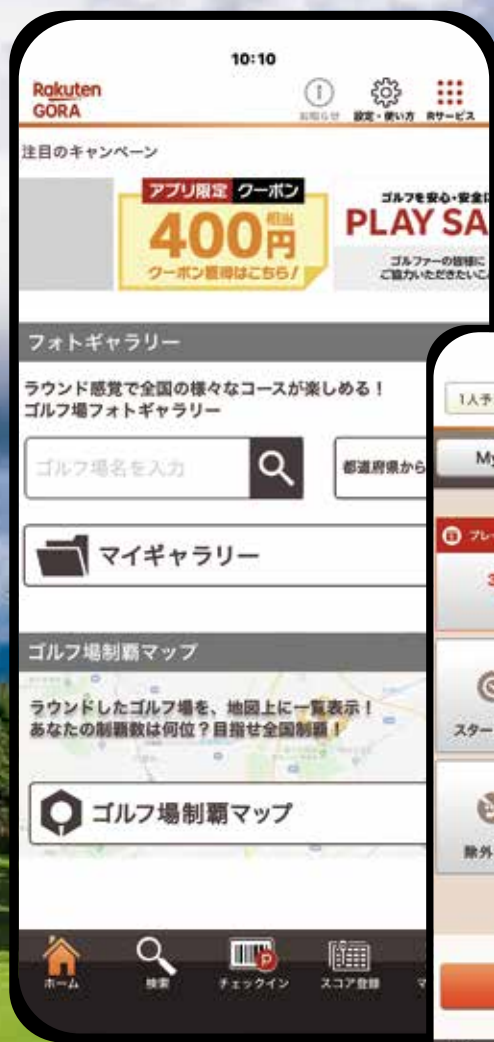 10:10
Rakuten
GORA
お知らせ
設定・使い方
Rサービス
注目のキャンペーン
アプリ限定 クーポン
400円
相当
クーポン獲得はこちら!
ゴルフを安心・安全に
PLAY SA
ゴルファーの皆様に
ご協力いただきたいこ
フォトギャラリー
ラウンド感覚で全国の様々なコースが楽しめる!
ゴルフ場フォトギャラリー
ゴルフ場名を入力
都道府県から
マイギャラリー
ゴルフ場制覇マップ
ラウンドしたゴルフ場を、地図上に一覧表示!
あなたの制覇数は何位?目指せ全国制覇!
ゴルフ場制覇マップ
ホーム
検索
チェックイン
スコア登録
マ
1人予
My
プレー
3
スター
除外